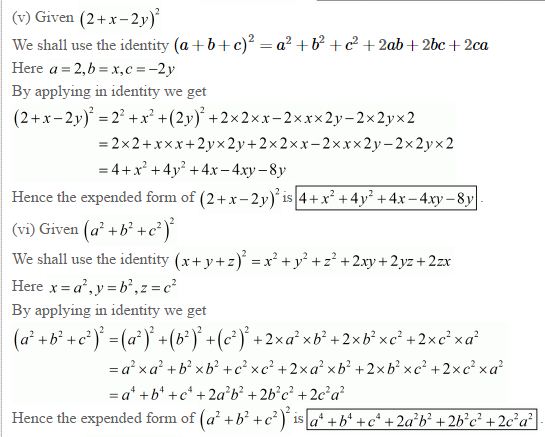 (v) Given (2+x−2y)²
We shall use the identity (a+b+c)² = a² + b² + c² + 2ab + 2bc + 2ca
Here a=2,b=x,c=−2y
By applying in identity we get
(2+x−2y)² = 2² + x² + (2y)² + 2×2×x − 2×x×2y − 2×2y×2
= 2×2 + x×x + 2y×2y + 2×2×x − 2×x×2y − 2×2y×2
= 4 + x² + 4y² + 4x − 4xy − 8y
Hence the expended form of (2+x−2y)² is 4+x²+4y²+4x−4xy−8y .
(vi) Given (a²+b²+c²)²
We shall use the identity (x+y+z)² = x² + y² + z² + 2xy + 2yz + 2zx
Here x=a²,y=b²,z=c²
By applying in identity we get
(a²+b²+c²)² = (a²)² + (b²)² + (c²)² + 2×a²×b² + 2×b²×c² + 2×c²×a²
= a²×a² + b²×b² + c²×c² + 2×a²×b² + 2×b²×c² + 2×c²×a²
= a⁴ + b⁴ + c⁴ + 2a²b² + 2b²c² + 2c²a²
Hence the expended form of (a²+b²+c²)² is a⁴+b⁴+c⁴+2a²b²+2b²c²+2c²a² .